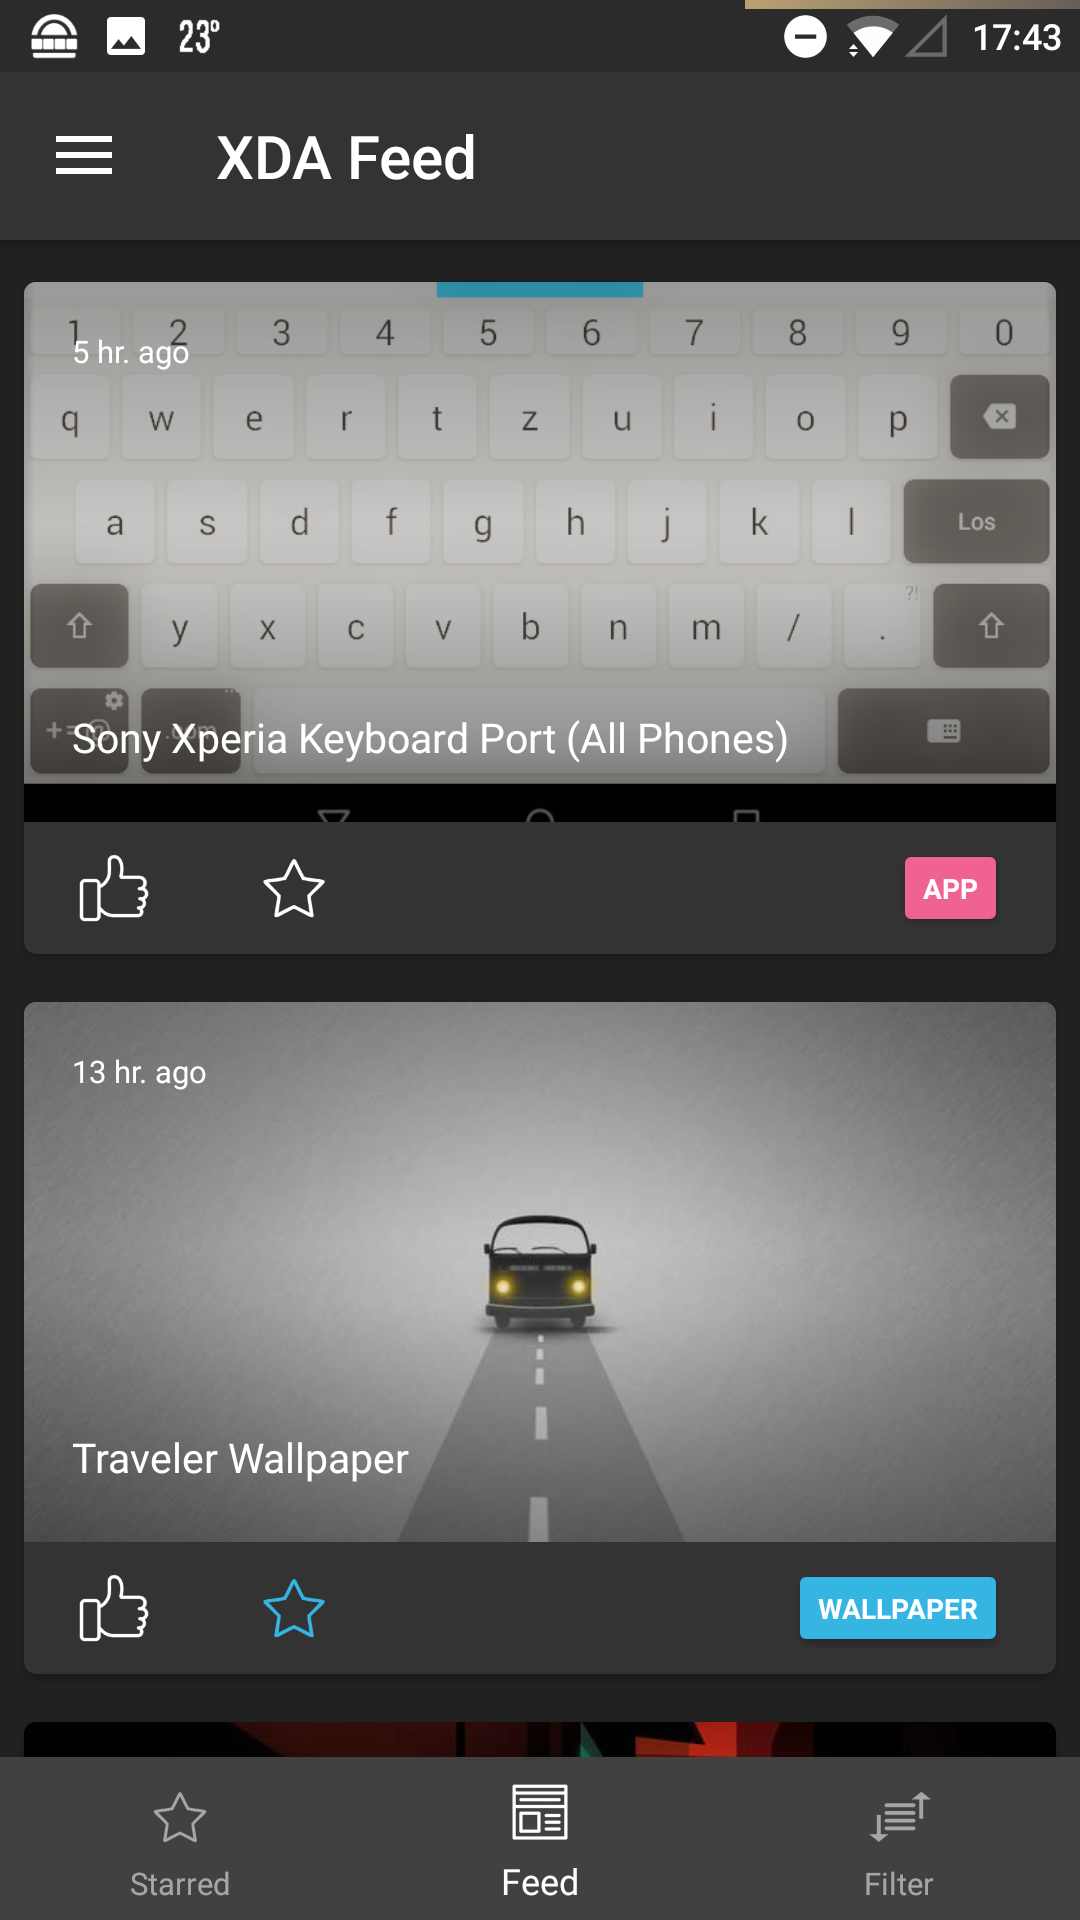 23°
17:43
XDA Feed
1 2 3 4 5 6 7 8 9 0
5 hr. ago
q w e r t z u i o p
a s d f g h j k l Los
?!
y x c v b n m / .
Sony Xperia Keyboard Port (All Phones)
APP
13 hr. ago
Traveler Wallpaper
WALLPAPER
Starred
Feed
Filter